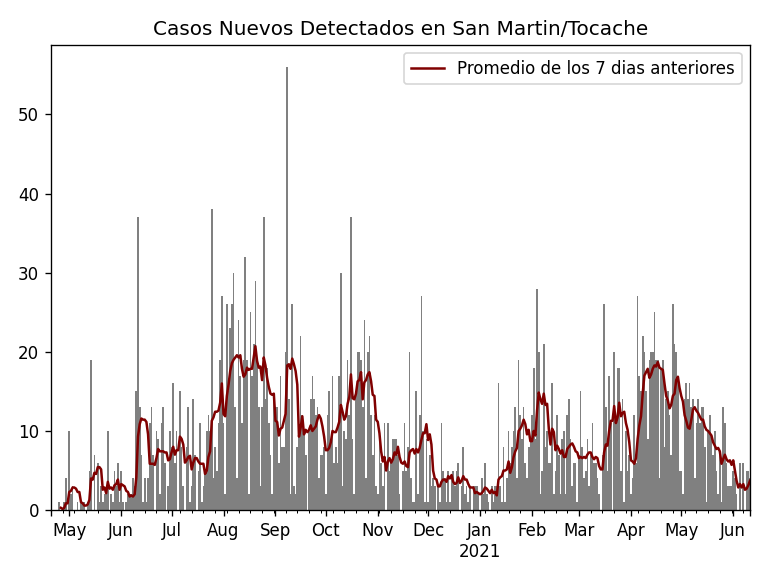 Casos Nuevos Detectados en San Martin/Tocache
Promedio de los 7 dias anteriores
50
40
30
20
10
0
May Jun Jul Aug Sep Oct Nov Dec Jan Feb Mar Apr May Jun
2021